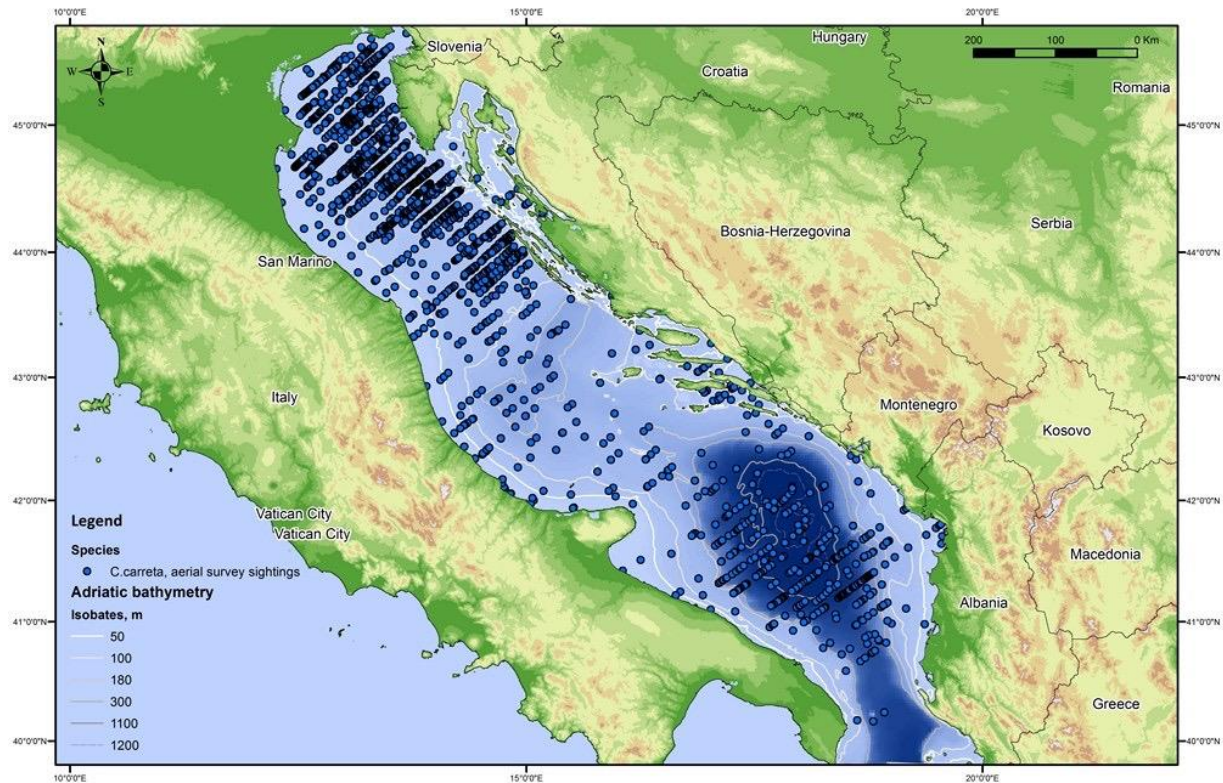 10°0'0"E 15°0'0"E 20°0'0"E
N
W E
S
Slovenia
Hungary
Croatia
Romania
200 100 0 Km
45°0'0"N 45°0'0"N
Bosnia-Herzegovina
Serbia
44°0'0"N 44°0'0"N
San Marino
43°0'0"N 43°0'0"N
Italy
Montenegro
Kosovo
42°0'0"N 42°0'0"N
Vatican City
Vatican City
Macedonia
Albania
41°0'0"N 41°0'0"N
Greece
40°0'0"N 40°0'0"N
Legend
Species
C.carreta, aerial survey sightings
Adriatic bathymetry
Isobates, m
50
100
180
300
1100
1200
10°0'0"E 15°0'0"E 20°0'0"E